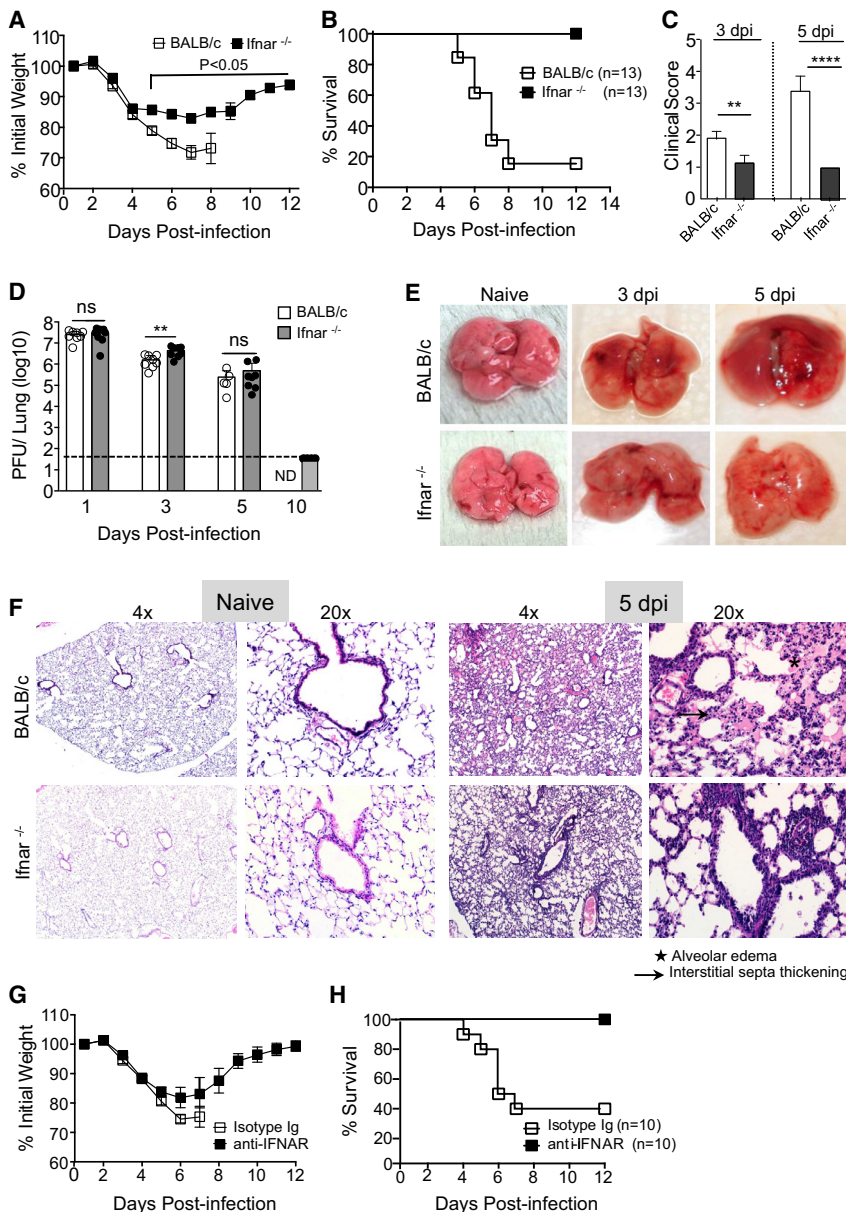 A
BALB/c
Ifnar -/-
P<0.05
% Initial Weight
110
100
90
80
70
60
0 2 4 6 8 10 12
Days Post-infection
B
% Survival
100
80
60
40
20
0
BALB/c (n=13)
Ifnar -/- (n=13)
0 2 4 6 8 10 12 14
Days Post-infection
C
3 dpi 5 dpi
Clinical Score
5
4
3
2
1
0
**
****
BALB/c
Ifnar -/-
BALB/c
Ifnar -/-
D
PFU/ Lung (log10)
8
7
6
5
4
3
2
1
0
ns
**
ns
BALB/c
Ifnar -/-
ND
1 3 5 10
Days Post-infection
E
Naive 3 dpi 5 dpi
BALB/c
Ifnar -/-
F
Naive 5 dpi
4x 20x 4x 20x
BALB/c
Ifnar -/-
★ Alveolar edema
→ Interstitial septa thickening
G
% Initial Weight
110
100
90
80
70
60
Isotype Ig
anti-IFNAR
0 2 4 6 8 10 12
Days Post-infection
H
% Survival
100
80
60
40
20
0
Isotype Ig (n=10)
anti-IFNAR (n=10)
0 2 4 6 8 10 12
Days Post-infection